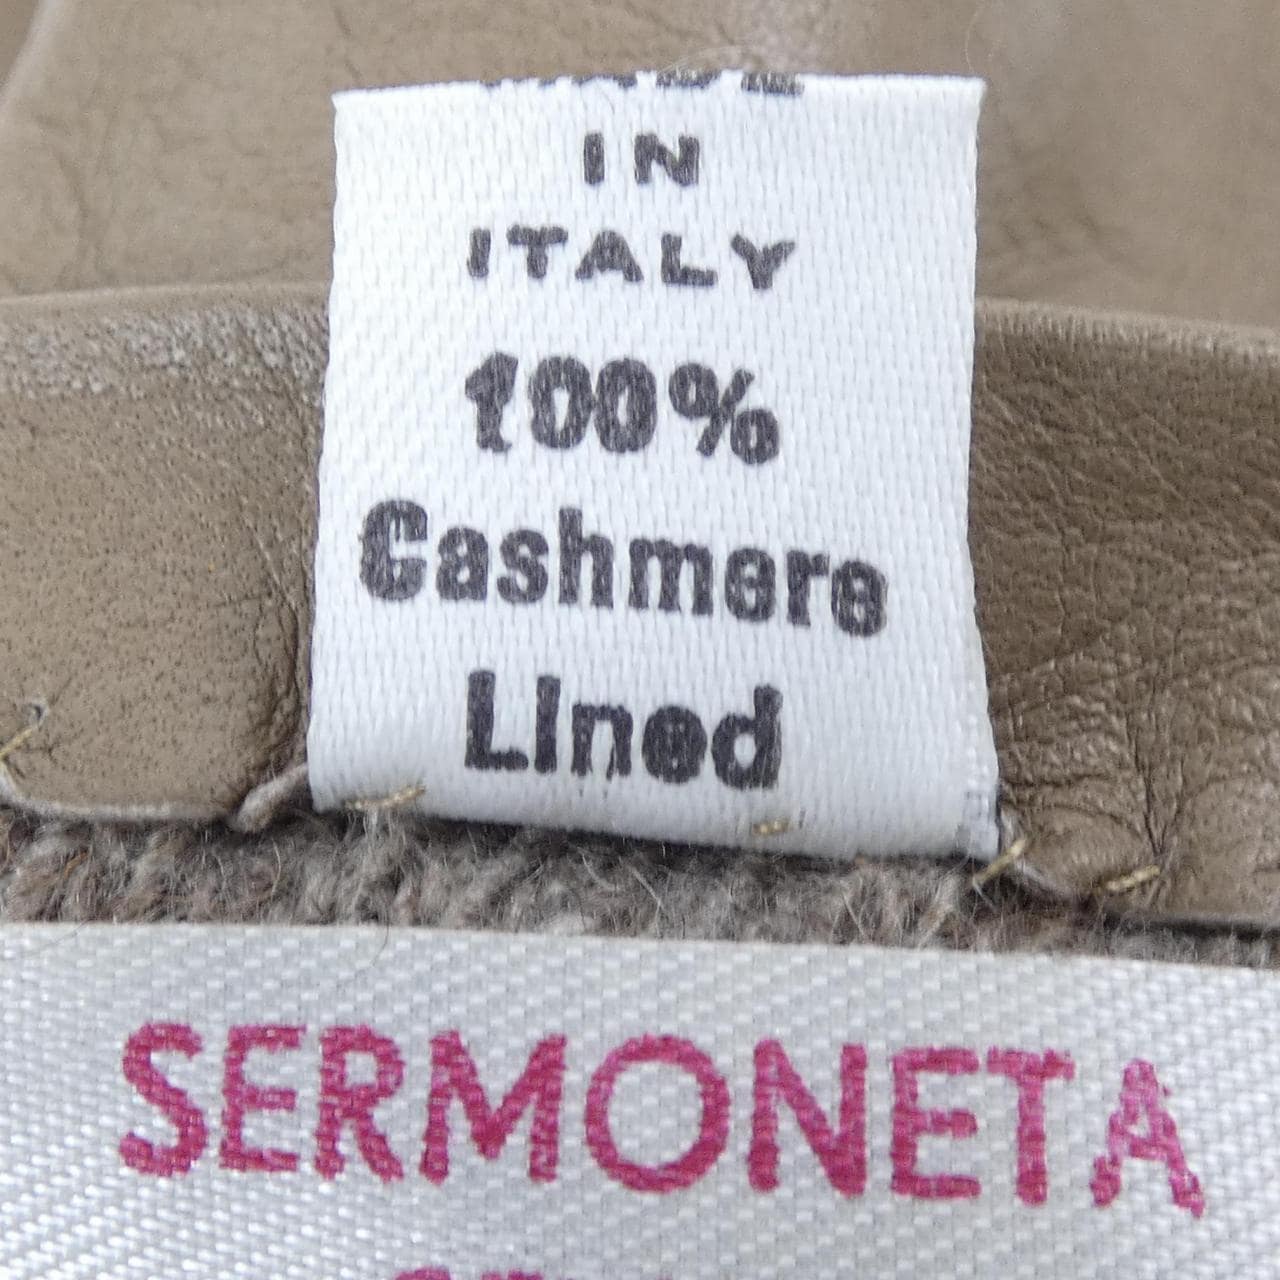 IN
ITALY
100%
Cashmere
Lined
SERMONETA